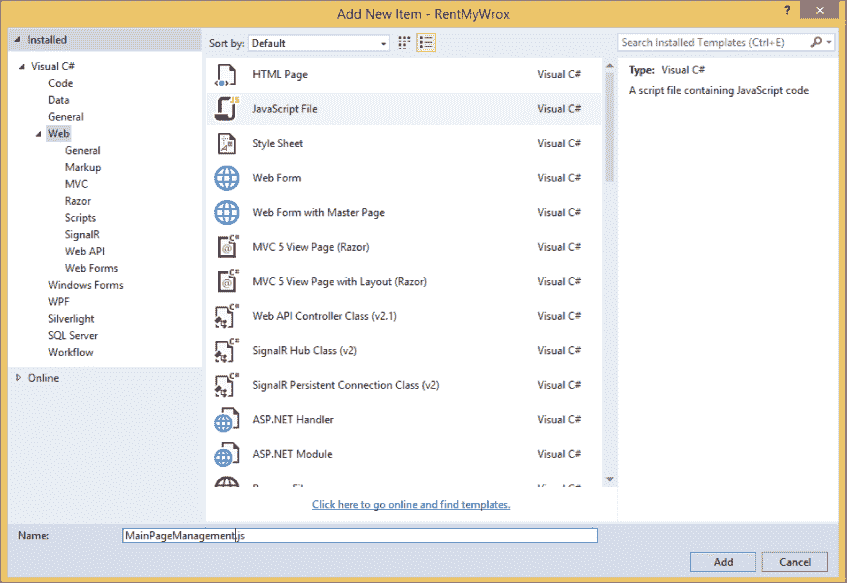 Add New Item - RentMyWrox
?
Installed
Sort by: Default
Search Installed Templates (Ctrl+E)
Visual C#
Code
Data
General
Web
General
Markup
MVC
Razor
Scripts
SignalR
Web API
Web Forms
Windows Forms
WPF
Silverlight
SQL Server
Workflow
Online
HTML Page Visual C#
JavaScript File Visual C#
Style Sheet Visual C#
Web Form Visual C#
Web Form with Master Page Visual C#
MVC 5 View Page (Razor) Visual C#
MVC 5 View Page with Layout (Razor) Visual C#
Web API Controller Class (v2.1) Visual C#
SignalR Hub Class (v2) Visual C#
SignalR Persistent Connection Class (v2) Visual C#
ASP.NET Handler Visual C#
ASP.NET Module Visual C#
Click here to go online and find templates.
Type: Visual C#
A script file containing JavaScript code
Name: MainPageManagement.js
Add Cancel